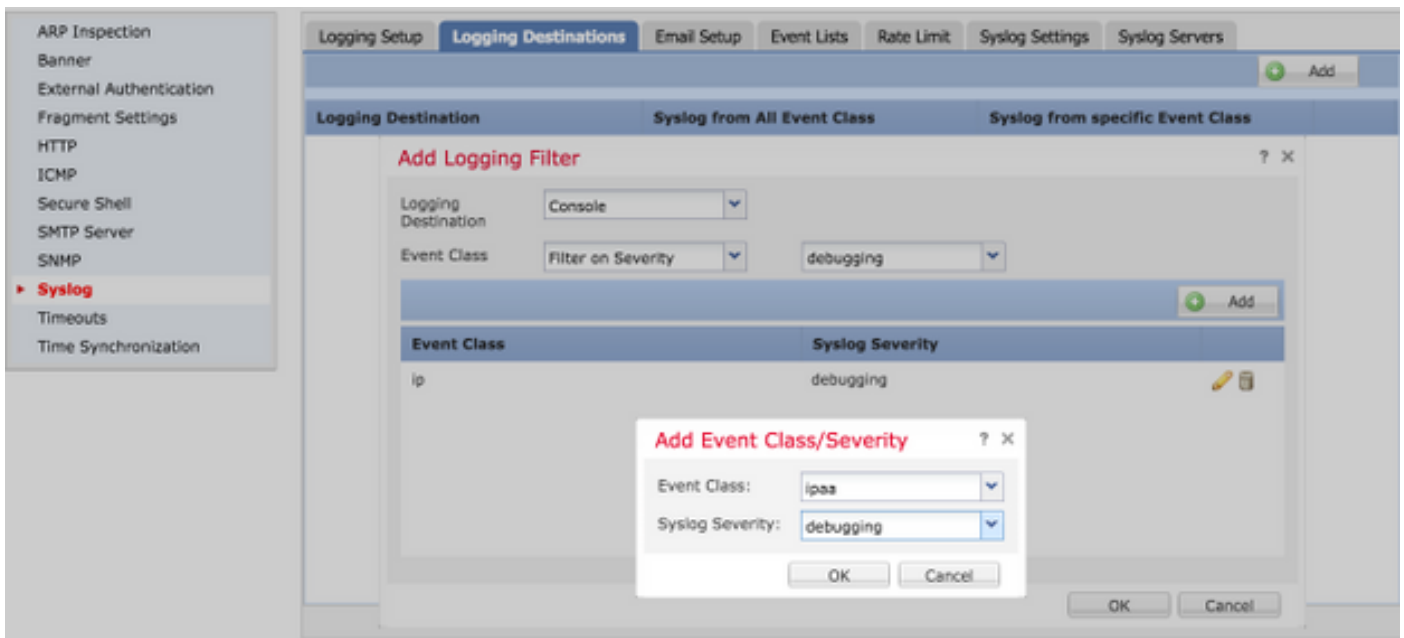 ARP Inspection
Banner
External Authentication
Fragment Settings
HTTP
ICMP
Secure Shell
SMTP Server
SNMP
Syslog
Timeouts
Time Synchronization
Logging Setup Logging Destinations Email Setup Event Lists Rate Limit Syslog Settings Syslog Servers
Add
Logging Destination Syslog from All Event Class Syslog from specific Event Class
Add Logging Filter ?
Logging Destination Console
Event Class Filter on Severity debugging
Add
Event Class Syslog Severity
ip debugging
Add Event Class/Severity ?
Event Class: ipaa
Syslog Severity: debugging
OK Cancel
OK Cancel